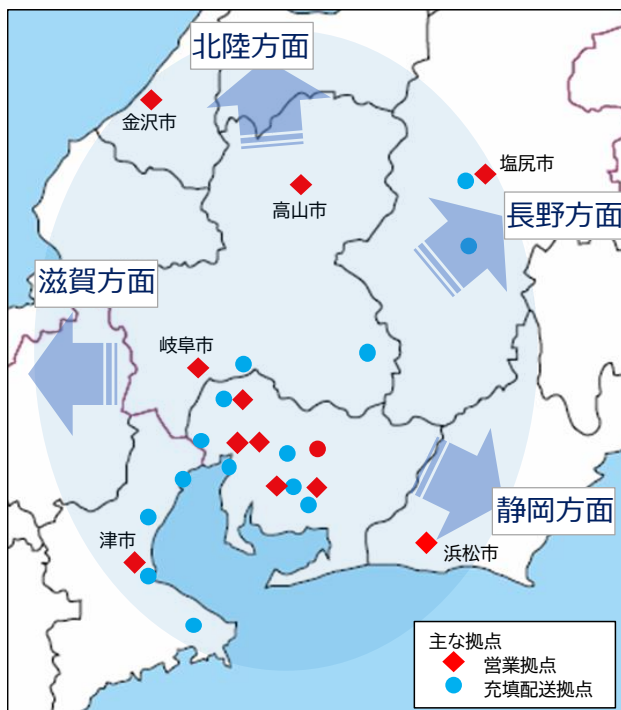 北陸方面
金沢市
塩尻市
高山市
長野方面
滋賀方面
岐阜市
静岡方面
津市
浜松市
主な拠点
営業拠点
充填配送拠点